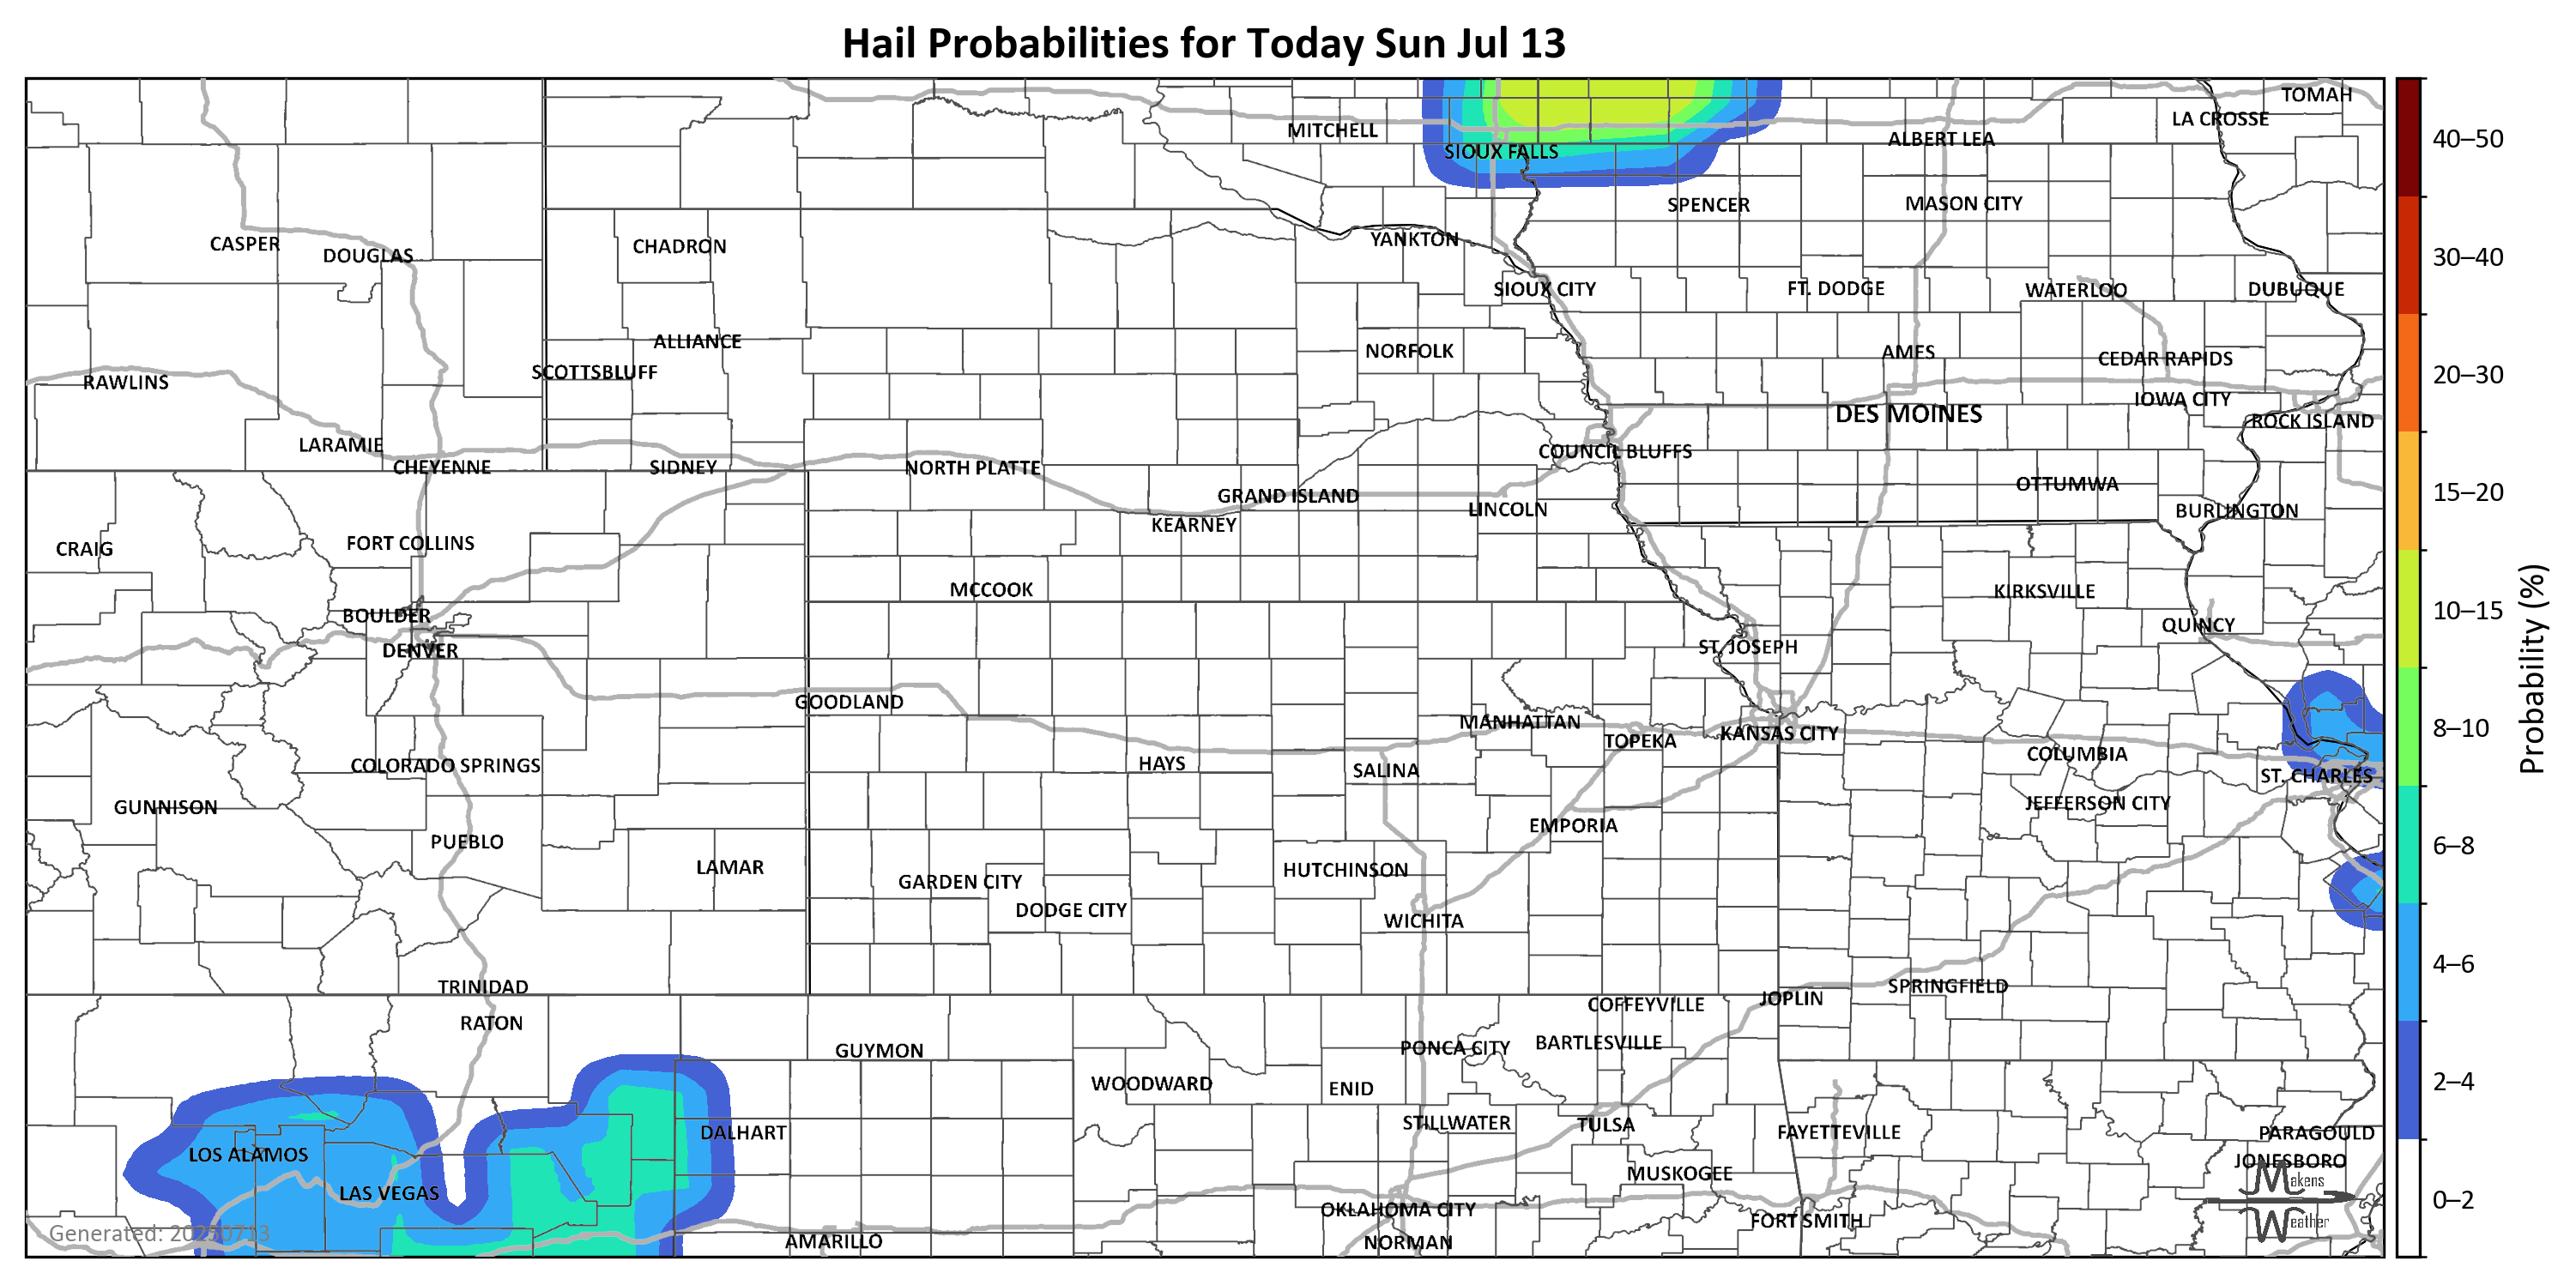 Hail Probabilities for Today Sun Jul 13
TOMAH
LA CROSSE
MITCHELL
ALBERT LEA
SIOUX FALLS
SPENCER
MASON CITY
CASPER
DOUGLAS
CHADRON
YANKTON
SIOUX CITY
FT. DODGE
WATERLOO
DUBUQUE
ALLIANCE
NORFOLK
AMES
CEDAR RAPIDS
RAWLINS
SCOTTSBLUFF
IOWA CITY
DES MOINES
ROCK ISLAND
LARAMIE
CHEYENNE
SIDNEY
NORTH PLATTE
COUNCIL BLUFFS
GRAND ISLAND
OTTUMWA
LINCOLN
BURLINGTON
KEARNEY
CRAIG
FORT COLLINS
MCCOOK
KIRKSVILLE
BOULDER
QUINCY
DENVER
ST. JOSEPH
GOODLAND
MANHATTAN
TOPEKA
KANSAS CITY
COLUMBIA
COLORADO SPRINGS
HAYS
SALINA
ST. CHARLES
GUNNISON
JEFFERSON CITY
PUEBLO
EMPORIA
LAMAR
GARDEN CITY
HUTCHINSON
DODGE CITY
WICHITA
TRINIDAD
SPRINGFIELD
JOPLIN
COFFEYVILLE
RATON
GUYMON
PONCA CITY
BARTLESVILLE
WOODWARD
ENID
STILLWATER
TULSA
DALHART
FAYETTEVILLE
PARAGOULD
LOS ALAMOS
JONESBORO
MUSKOGEE
LAS VEGAS
OKLAHOMA CITY
FORT SMITH
AMARILLO
NORMAN
Generated: 20250713
Makens
Weather
40–50
30–40
20–30
15–20
10–15
8–10
6–8
4–6
2–4
0–2
Probability (%)